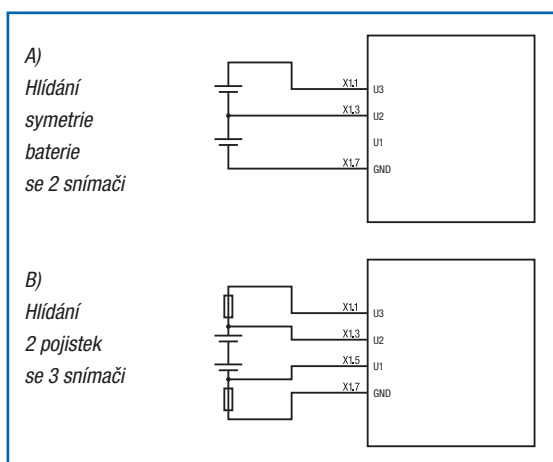 A)
Hlídání
symetrie
baterie
se 2 snímači
X1.1 U3
X1.3 U2
U1
X1.7 GND
B)
Hlídání
2 pojistek
se 3 snímači
X1.1 U3
X1.3 U2
X1.5 U1
X1.7 GND